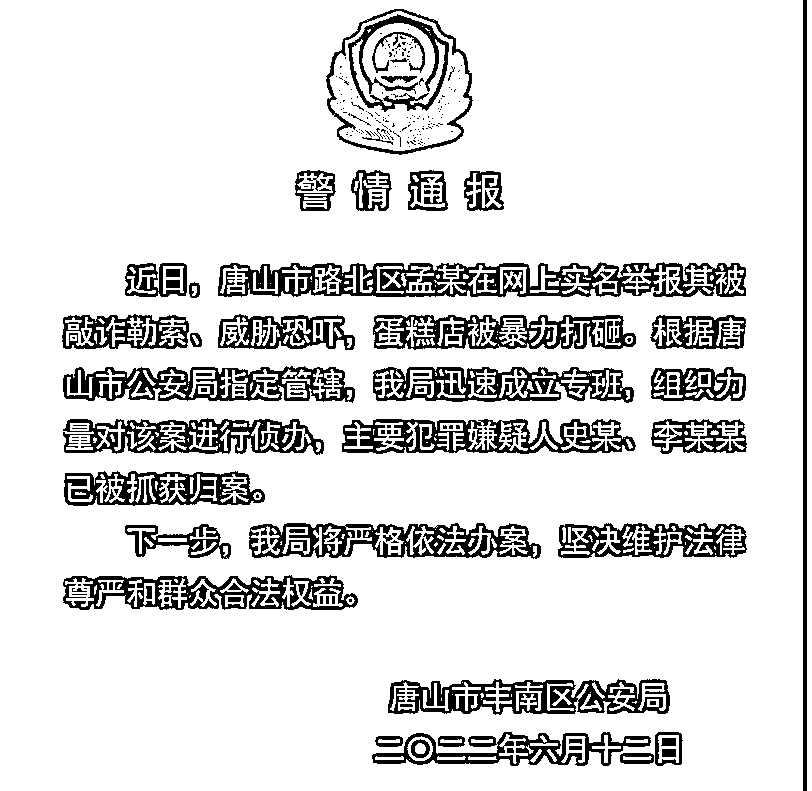 警情通报
近日，唐山市路北区孟某在网上实名举报其被
敲诈勒索、威胁恐吓，蛋糕店被暴力打砸。根据唐
山市公安局指定管辖，我局迅速成立专班，组织力
量对该案进行侦办，主要犯罪嫌疑人史某、李某某
已被抓获归案。
下一步，我局将严格依法办案，坚决维护法律
尊严和群众合法权益。
唐山市丰南区公安局
二〇二二年六月十二日